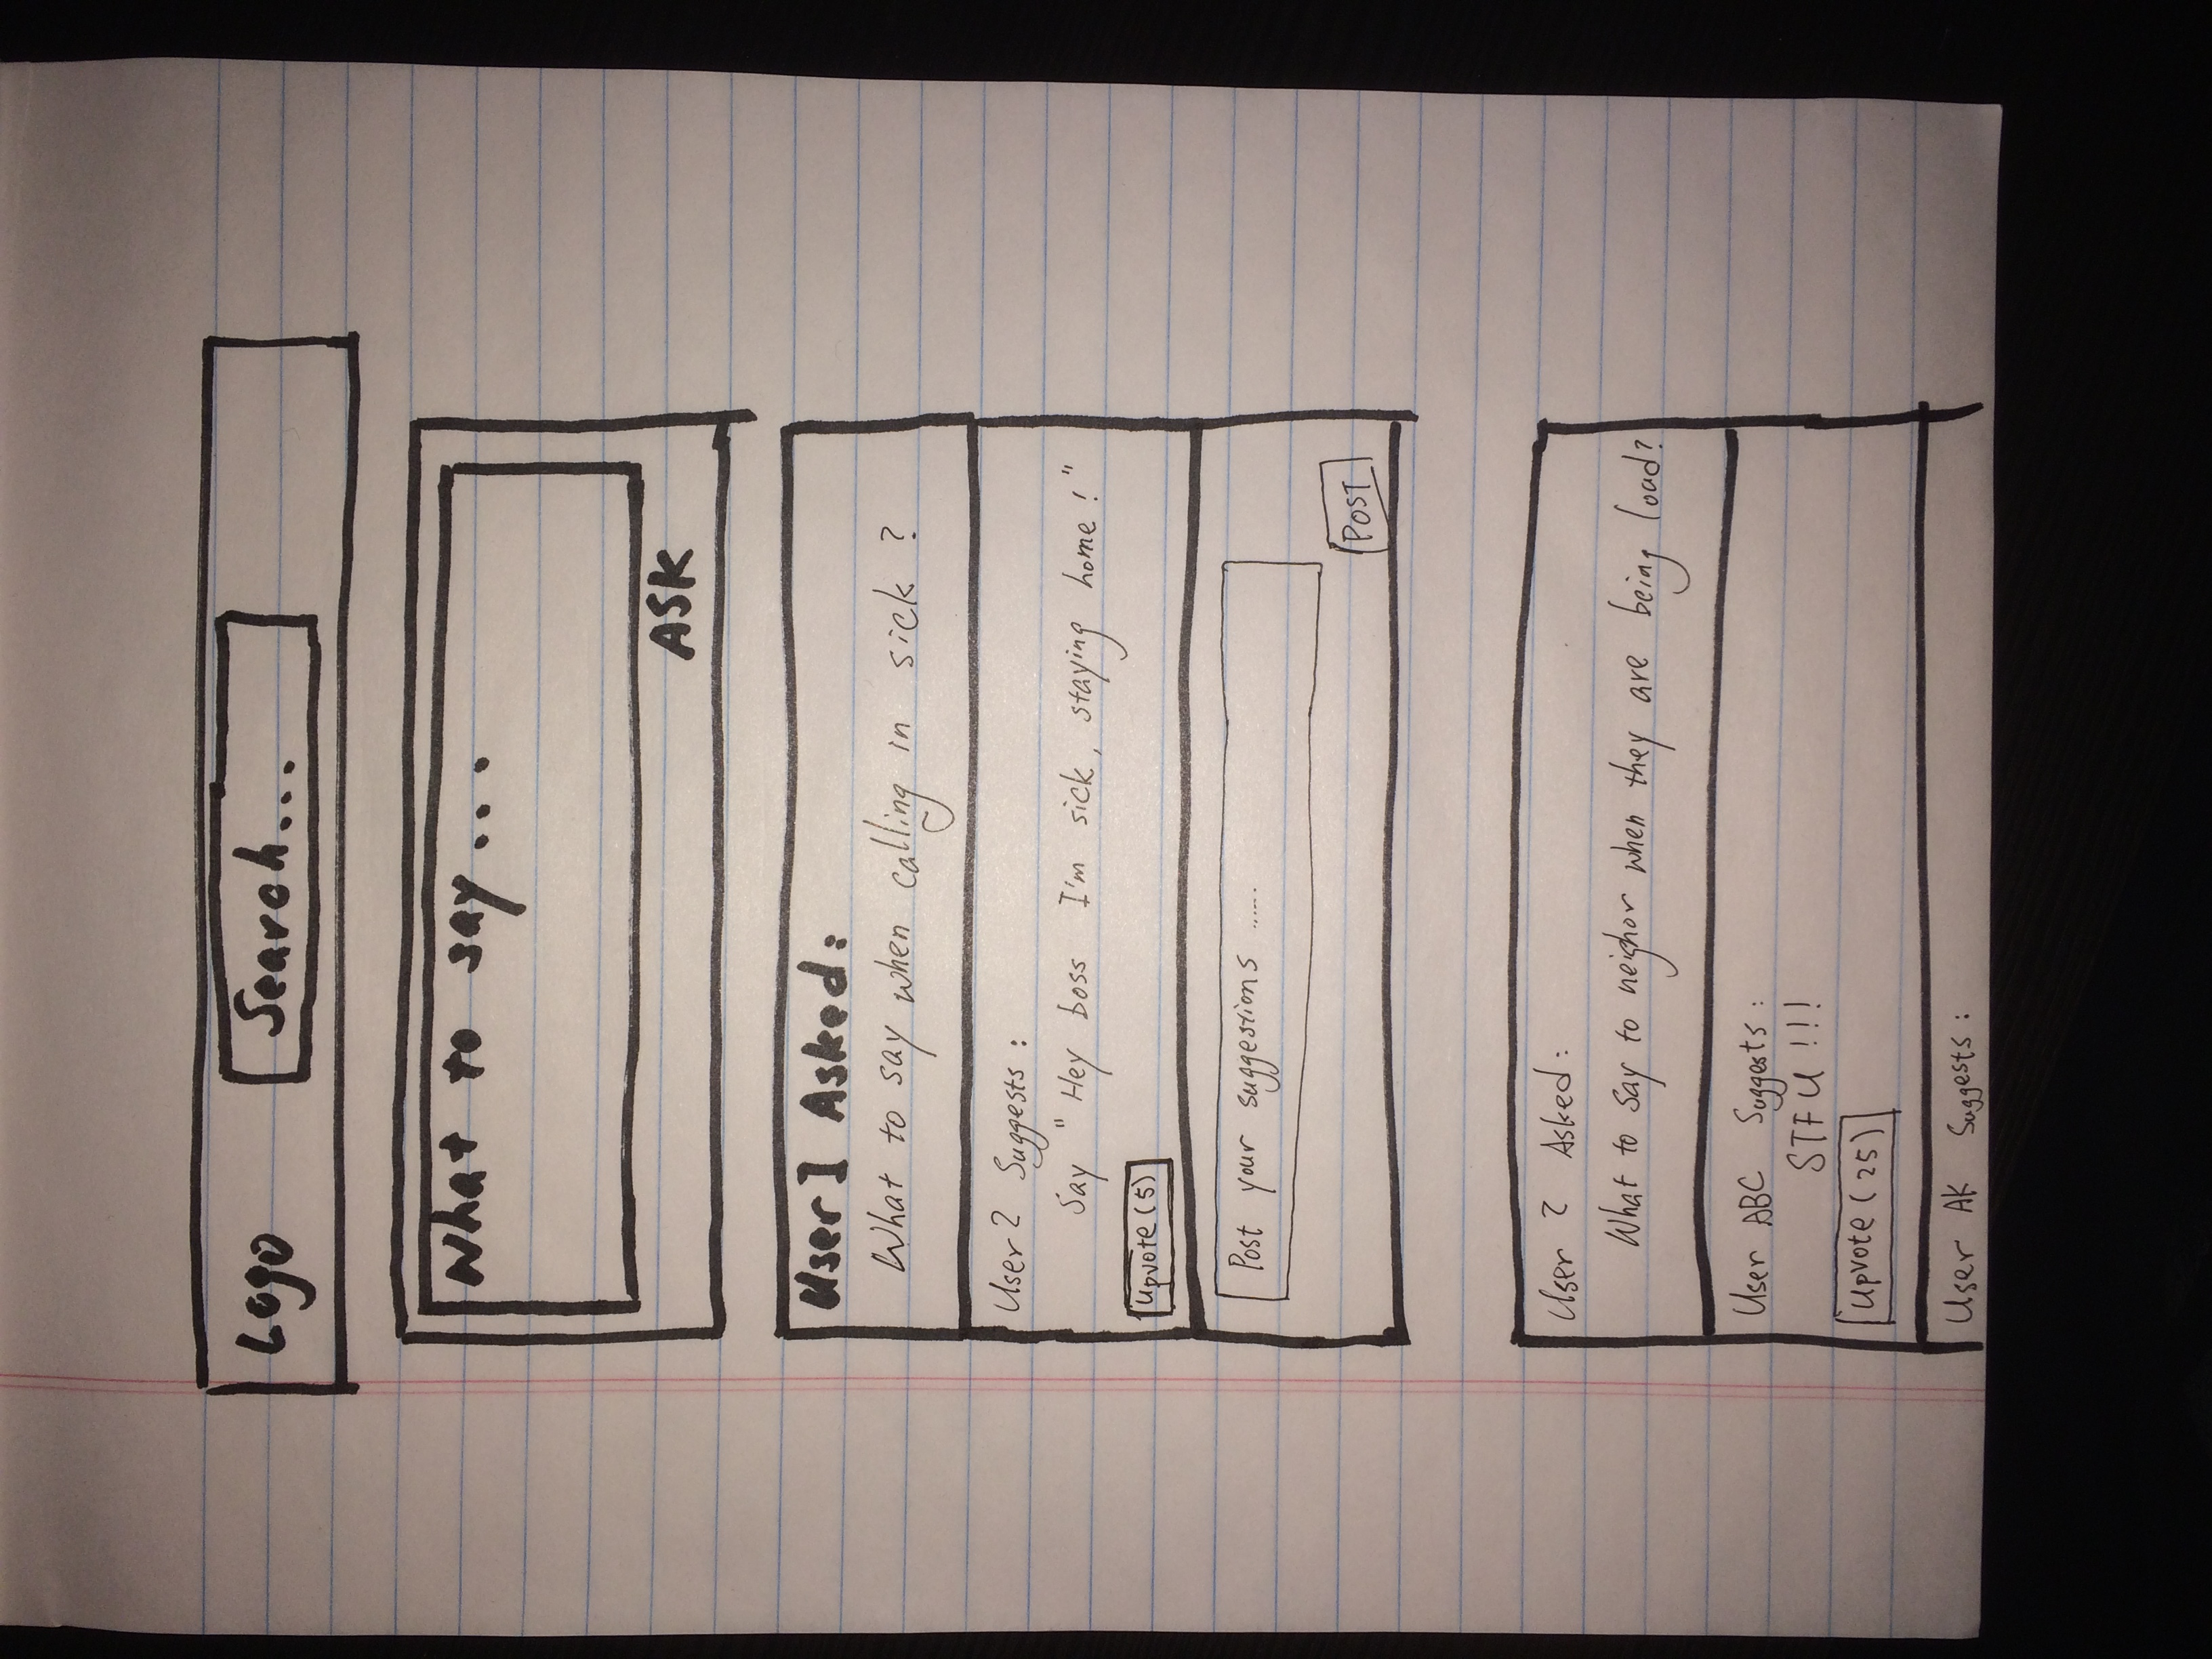 Logo
Search...
What to say...
ASK
User1 Asked:
What to say when calling in sick ?
User2 Suggests :
Say "Hey boss I'm sick, staying home!"
Upvote (5)
Post your suggestions ......
POST
User 2 Asked:
What to say to neighor when they are being loud?
User ABC Suggests :
STFU !!!
Upvote (25)
User AK Suggests :